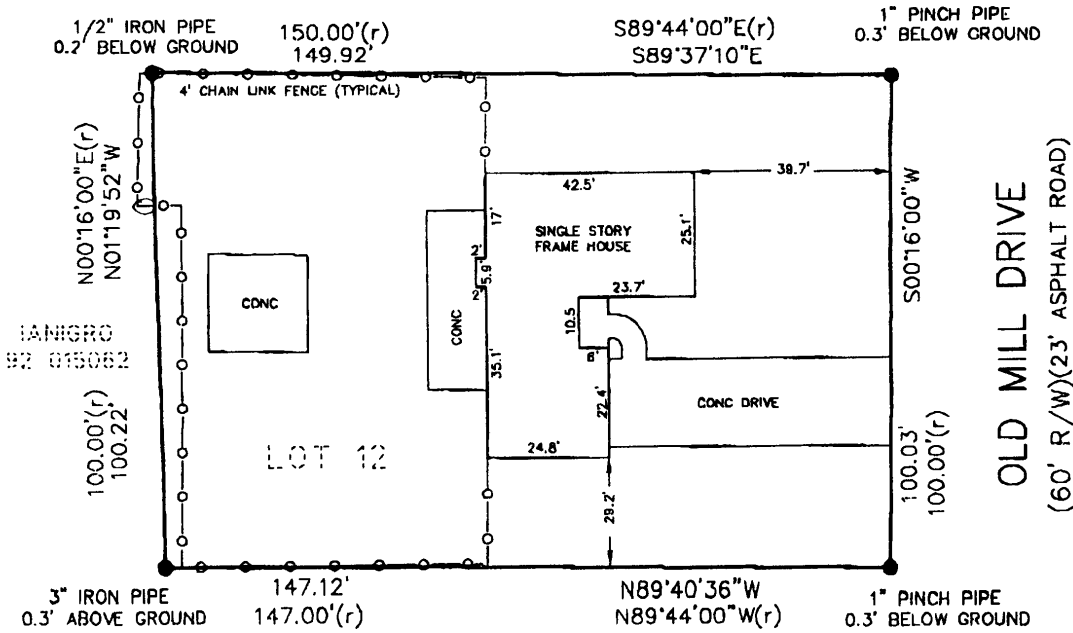 1/2" IRON PIPE
0.2' BELOW GROUND
150.00'(r)
149.92'
S89°44'00"E(r)
S89°37'10"E
1" PINCH PIPE
0.3' BELOW GROUND
4' CHAIN LINK FENCE (TYPICAL)
N00°16'00"E(r)
N01°19'52"W
42.5'
39.7'
17'
SINGLE STORY
FRAME HOUSE
25.1'
S00°16'00"W
2'
5.9'
2'
23.7'
CONC
CONC
10.5
6'
IANIGRO
92 015062
35.1'
22.4'
CONC DRIVE
OLD MILL DRIVE
(60' R/W)(23' ASPHALT ROAD)
100.00'(r)
100.22'
LOT 12
24.8'
29.2'
100.03'
100.00'(r)
3" IRON PIPE
0.3' ABOVE GROUND
147.12'
147.00'(r)
N89°40'36"W
N89°44'00"W(r)
1" PINCH PIPE
0.3' BELOW GROUND